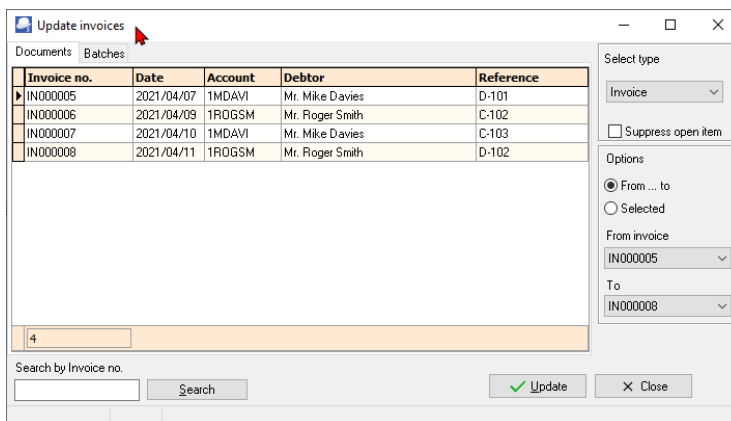 Update invoices
Documents Batches
Invoice no. Date Account Debtor Reference
IN000005 2021/04/07 1MDAVI Mr. Mike Davies D-101
IN000006 2021/04/09 1ROGSM Mr. Roger Smith C-102
IN000007 2021/04/10 1MDAVI Mr. Mike Davies C-103
IN000008 2021/04/11 1ROGSM Mr. Roger Smith D-102
4
Search by Invoice no.
Search
Update
Close
Select type
Invoice
Suppress open item
Options
From ... to
Selected
From invoice
IN000005
To
IN000008